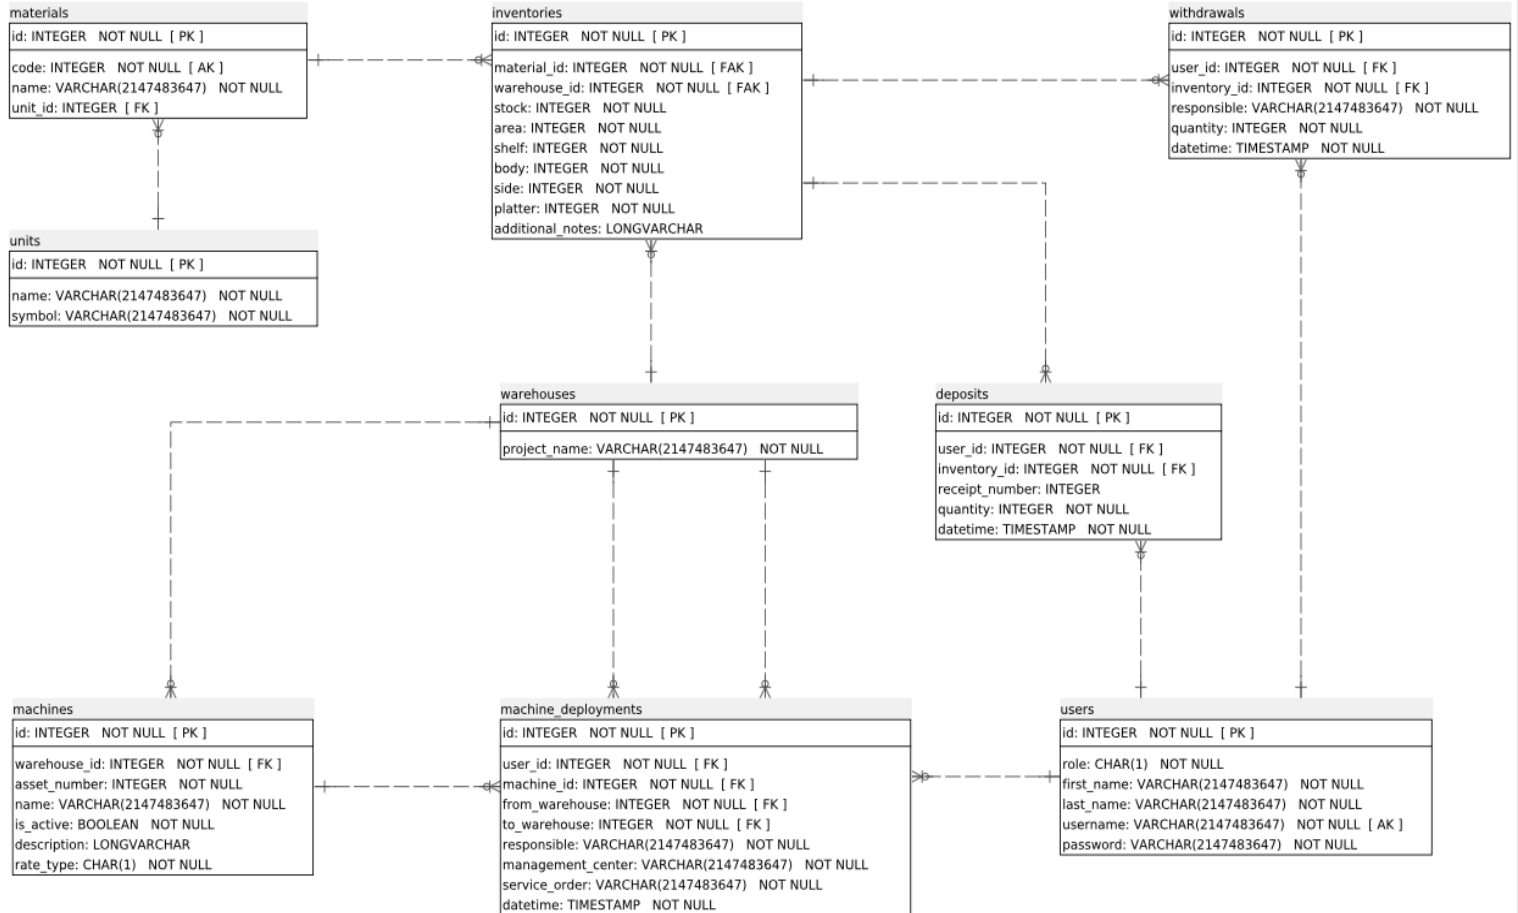 materials
id: INTEGER NOT NULL [ PK ]
code: INTEGER NOT NULL [ AK ]
name: VARCHAR(2147483647) NOT NULL
unit_id: INTEGER [ FK ]
inventories
id: INTEGER NOT NULL [ PK ]
material_id: INTEGER NOT NULL [ FAK ]
warehouse_id: INTEGER NOT NULL [ FAK ]
stock: INTEGER NOT NULL
area: INTEGER NOT NULL
shelf: INTEGER NOT NULL
body: INTEGER NOT NULL
side: INTEGER NOT NULL
platter: INTEGER NOT NULL
additional_notes: LONGVARCHAR
withdrawals
id: INTEGER NOT NULL [ PK ]
user_id: INTEGER NOT NULL [ FK ]
inventory_id: INTEGER NOT NULL [ FK ]
responsible: VARCHAR(2147483647) NOT NULL
quantity: INTEGER NOT NULL
datetime: TIMESTAMP NOT NULL
units
id: INTEGER NOT NULL [ PK ]
name: VARCHAR(2147483647) NOT NULL
symbol: VARCHAR(2147483647) NOT NULL
warehouses
id: INTEGER NOT NULL [ PK ]
project_name: VARCHAR(2147483647) NOT NULL
deposits
id: INTEGER NOT NULL [ PK ]
user_id: INTEGER NOT NULL [ FK ]
inventory_id: INTEGER NOT NULL [ FK ]
receipt_number: INTEGER
quantity: INTEGER NOT NULL
datetime: TIMESTAMP NOT NULL
machines
id: INTEGER NOT NULL [ PK ]
warehouse_id: INTEGER NOT NULL [ FK ]
asset_number: INTEGER NOT NULL
name: VARCHAR(2147483647) NOT NULL
is_active: BOOLEAN NOT NULL
description: LONGVARCHAR
rate_type: CHAR(1) NOT NULL
machine_deployments
id: INTEGER NOT NULL [ PK ]
user_id: INTEGER NOT NULL [ FK ]
machine_id: INTEGER NOT NULL [ FK ]
from_warehouse: INTEGER NOT NULL [ FK ]
to_warehouse: INTEGER NOT NULL [ FK ]
responsible: VARCHAR(2147483647) NOT NULL
management_center: VARCHAR(2147483647) NOT NULL
service_order: VARCHAR(2147483647) NOT NULL
datetime: TIMESTAMP NOT NULL
users
id: INTEGER NOT NULL [ PK ]
role: CHAR(1) NOT NULL
first_name: VARCHAR(2147483647) NOT NULL
last_name: VARCHAR(2147483647) NOT NULL
username: VARCHAR(2147483647) NOT NULL [ AK ]
password: VARCHAR(2147483647) NOT NULL